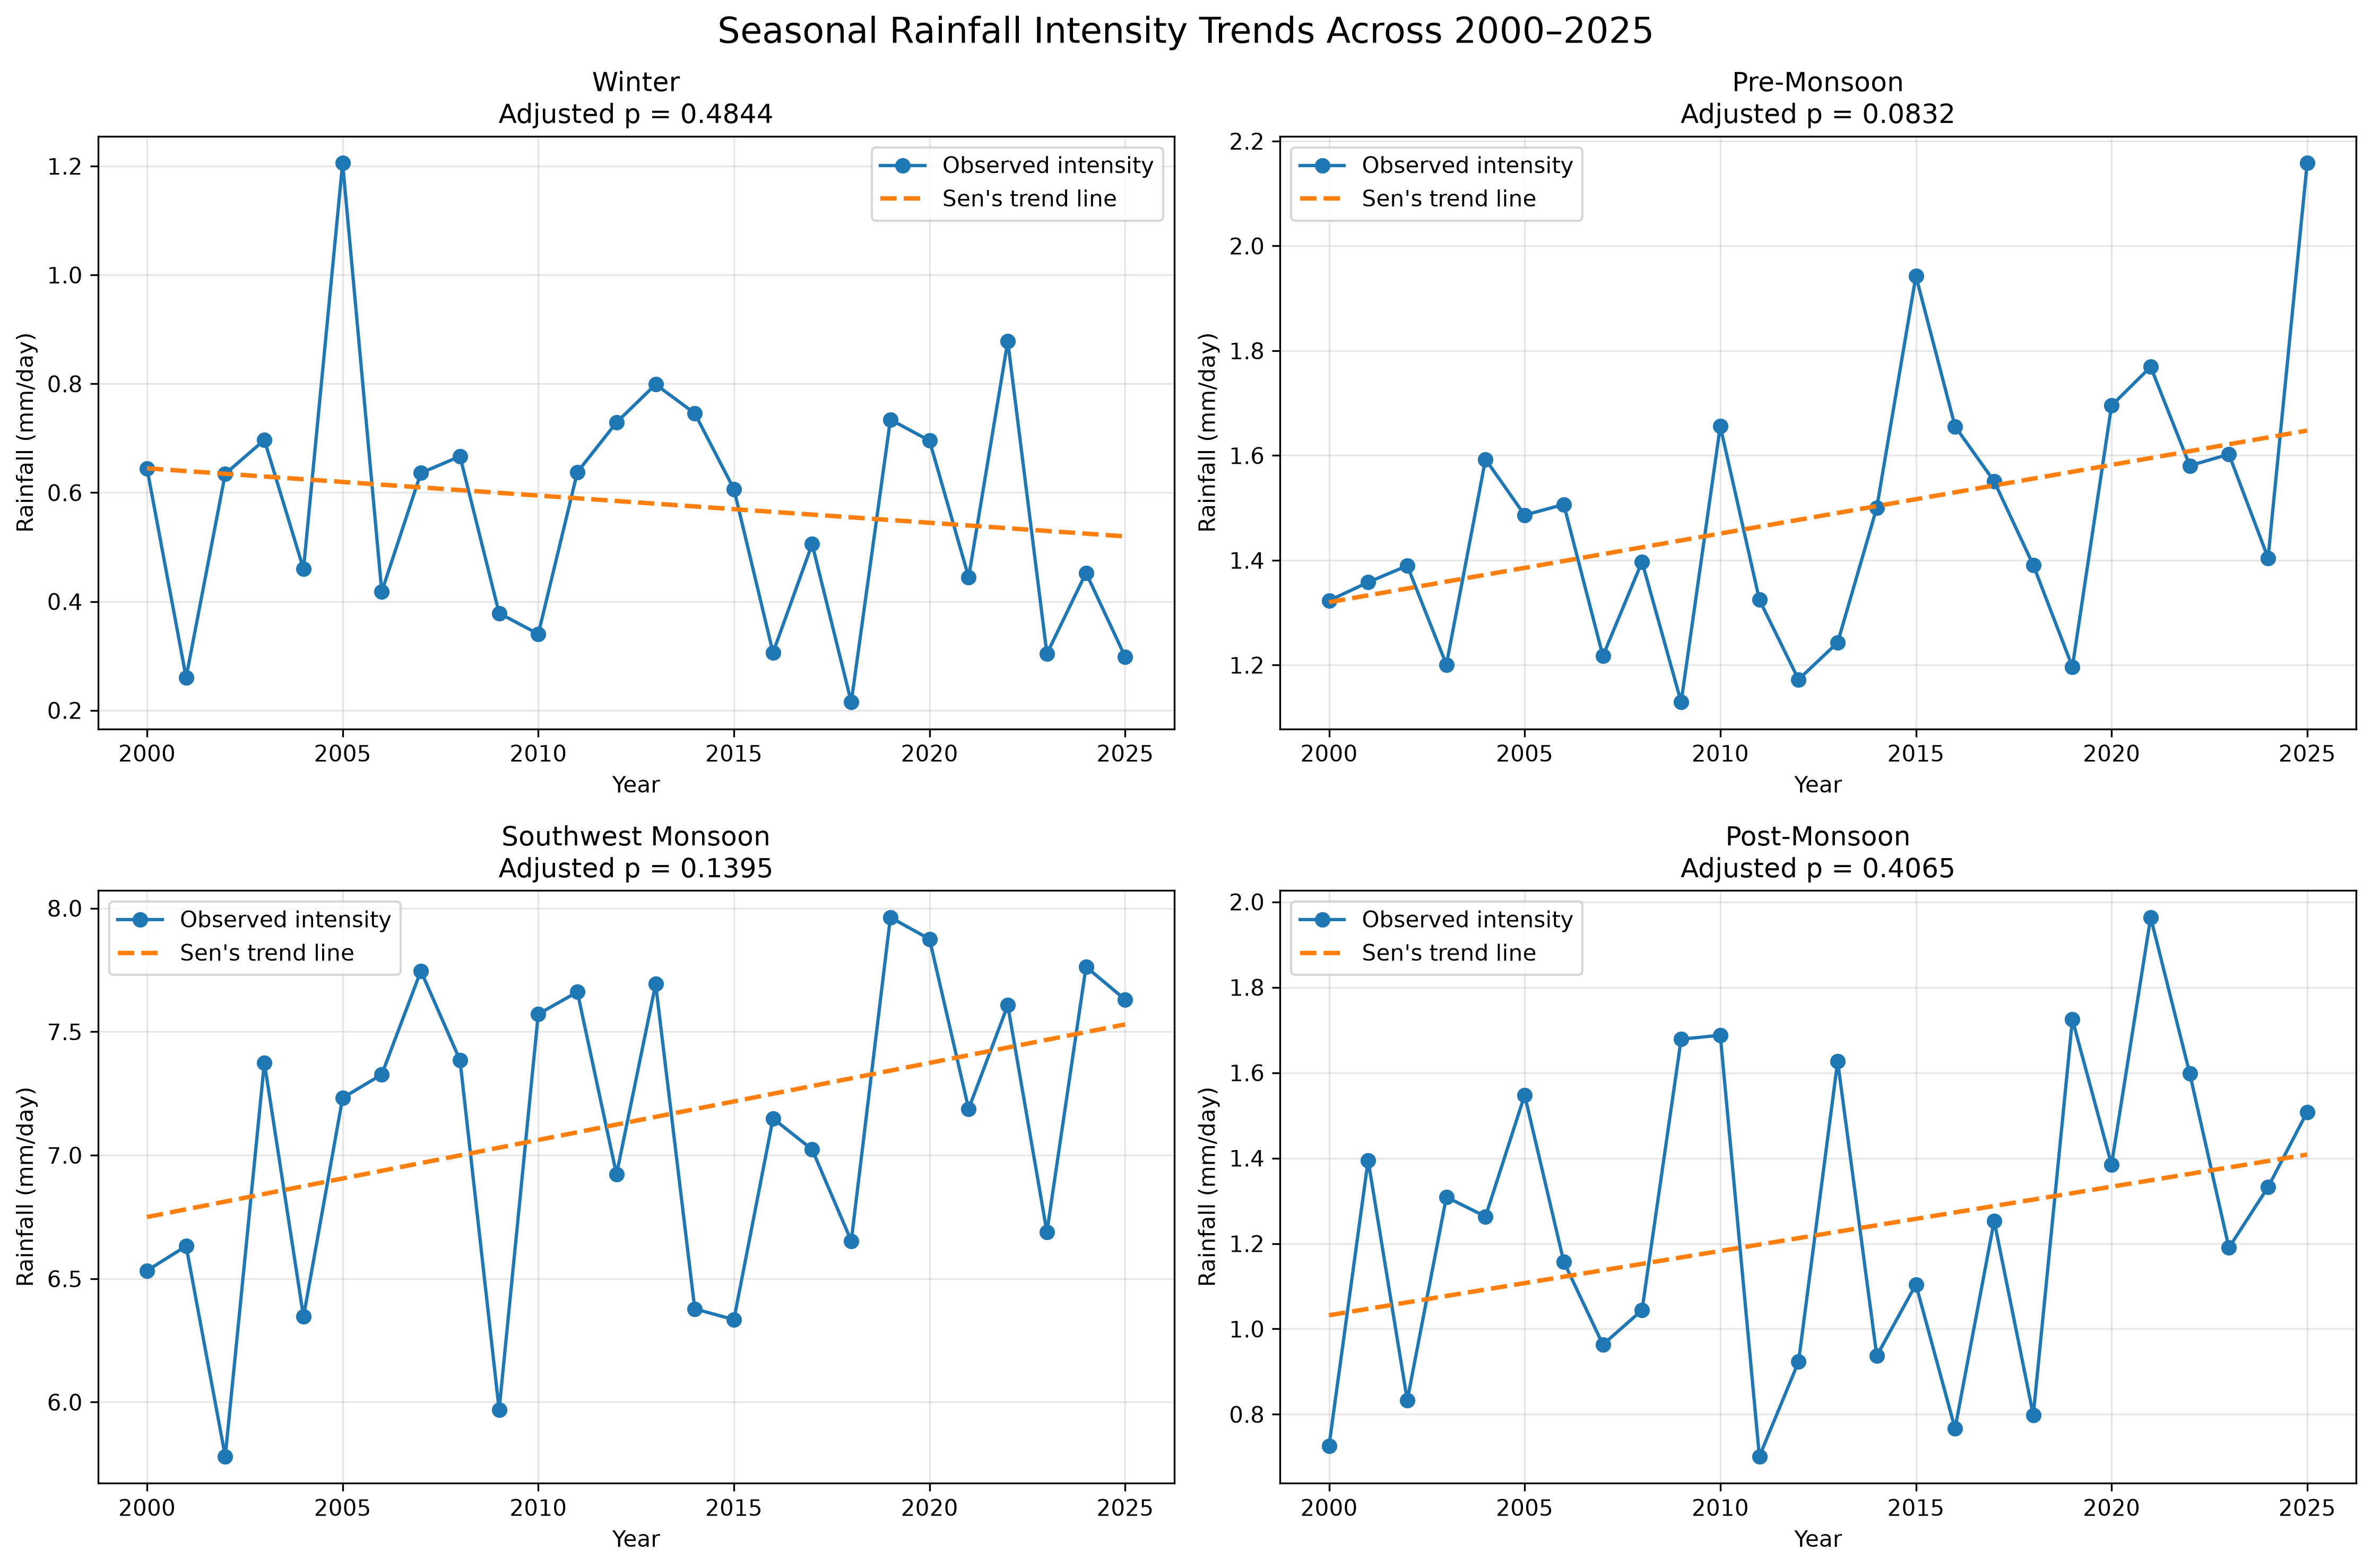 Seasonal Rainfall Intensity Trends Across 2000–2025
Winter
Adjusted p = 0.4844
Observed intensity
Sen's trend line
Rainfall (mm/day)
1.2
1.0
0.8
0.6
0.4
0.2
2000 2005 2010 2015 2020 2025
Year
Pre-Monsoon
Adjusted p = 0.0832
Observed intensity
Sen's trend line
Rainfall (mm/day)
2.2
2.0
1.8
1.6
1.4
1.2
2000 2005 2010 2015 2020 2025
Year
Southwest Monsoon
Adjusted p = 0.1395
Observed intensity
Sen's trend line
Rainfall (mm/day)
8.0
7.5
7.0
6.5
6.0
2000 2005 2010 2015 2020 2025
Year
Post-Monsoon
Adjusted p = 0.4065
Observed intensity
Sen's trend line
Rainfall (mm/day)
2.0
1.8
1.6
1.4
1.2
1.0
0.8
2000 2005 2010 2015 2020 2025
Year